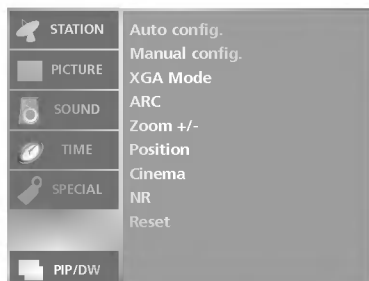 STATION
PICTURE
SOUND
TIME
SPECIAL
PIP/DW
Auto config.
Manual config.
XGA Mode
ARC
Zoom +/-
Position
Cinema
NR
Reset